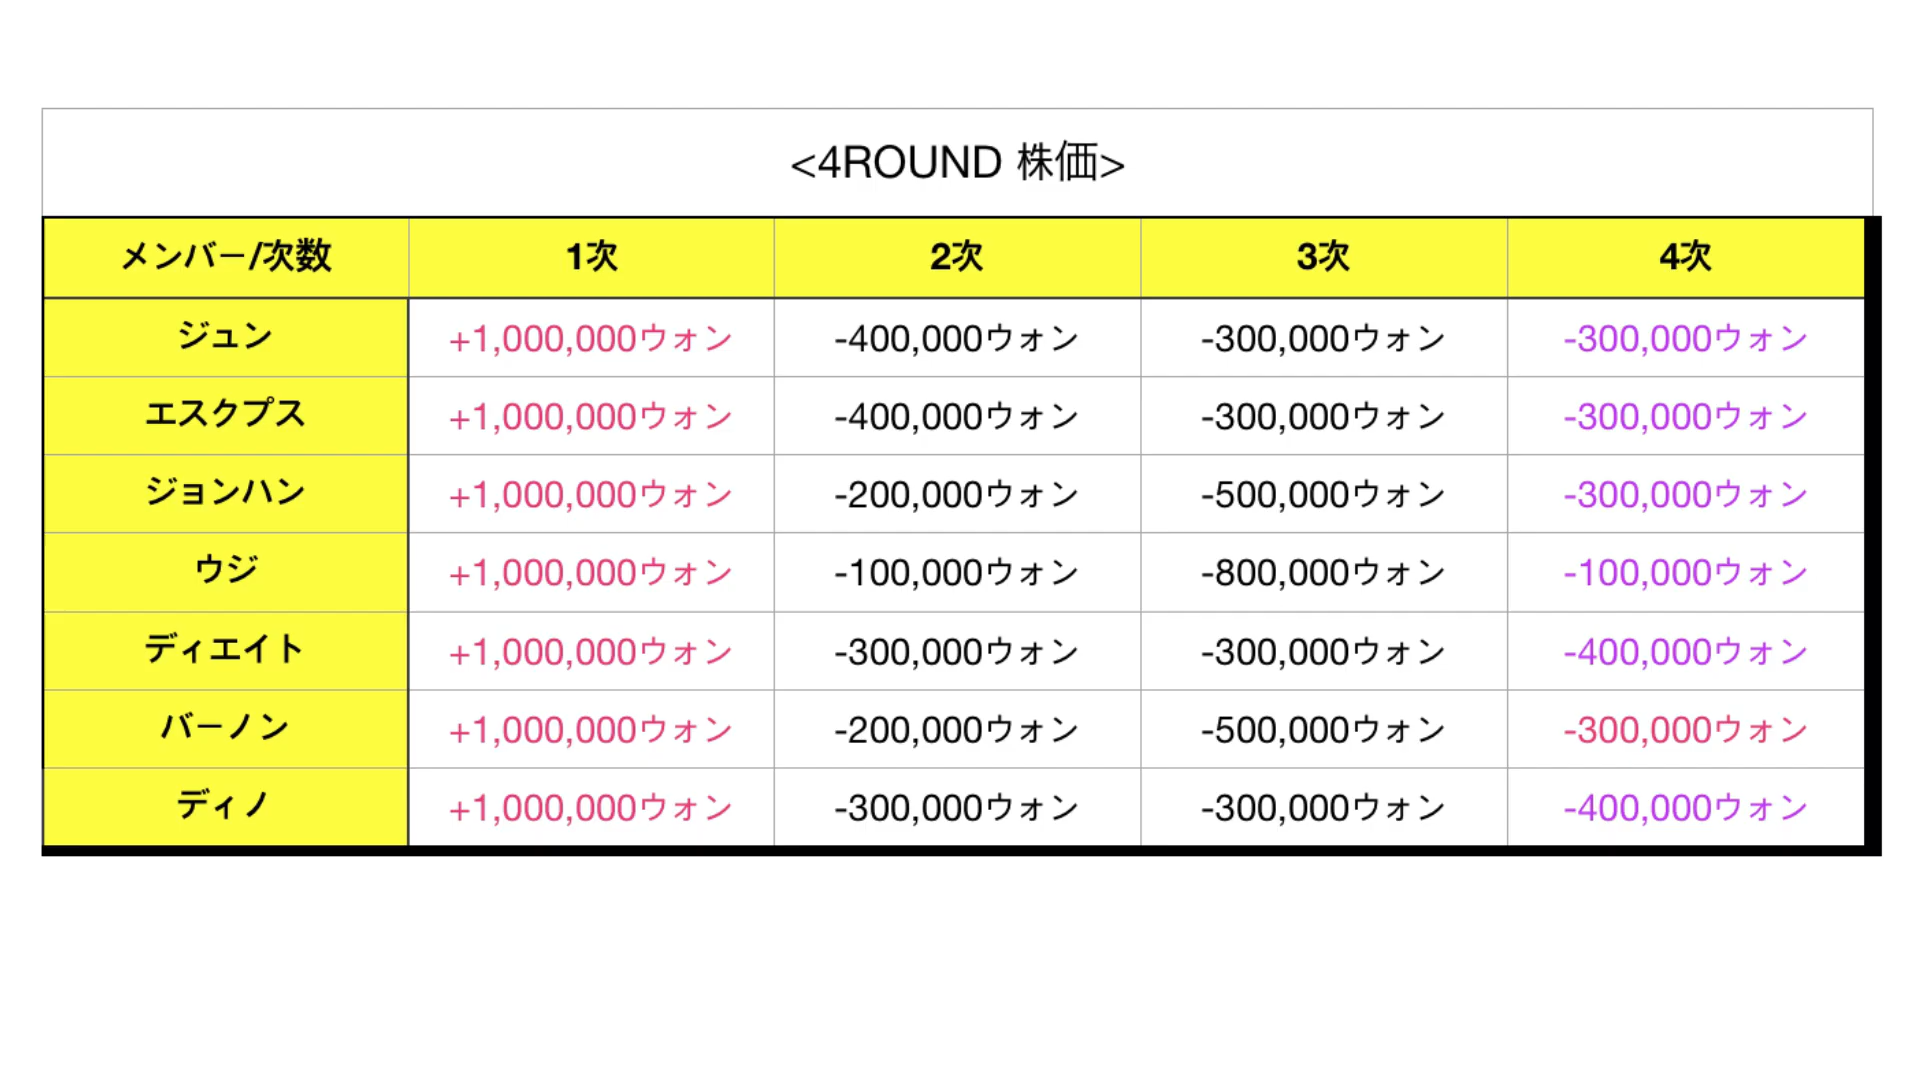 <4ROUND 株価>
メンバー/次数 1次 2次 3次 4次
ジュン +1,000,000ウォン -400,000ウォン -300,000ウォン -300,000ウォン
エスクプス +1,000,000ウォン -400,000ウォン -300,000ウォン -300,000ウォン
ジョンハン +1,000,000ウォン -200,000ウォン -500,000ウォン -300,000ウォン
ウジ +1,000,000ウォン -100,000ウォン -800,000ウォン -100,000ウォン
ディエイト +1,000,000ウォン -300,000ウォン -300,000ウォン -400,000ウォン
バーノン +1,000,000ウォン -200,000ウォン -500,000ウォン -300,000ウォン
ディノ +1,000,000ウォン -300,000ウォン -300,000ウォン -400,000ウォン